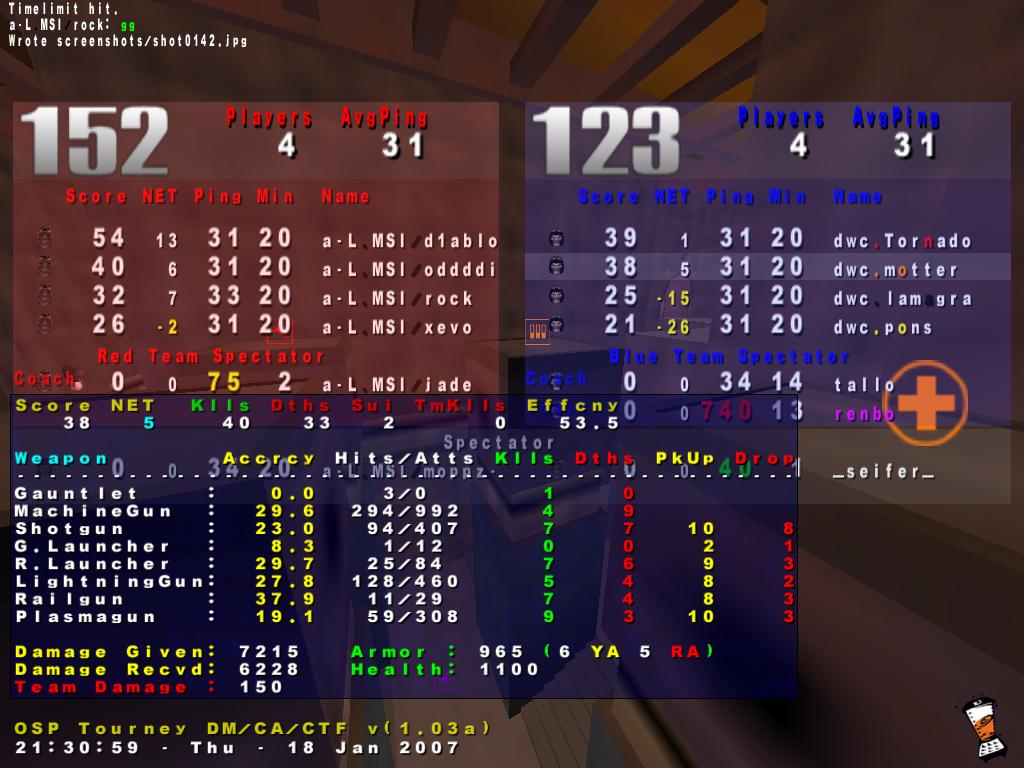 Timelimit hit.
a-L MSI/rock: gg
Wrote screenshots/shot0142.jpg
152 Players AvgPing
4 31
Score NET Ping Min Name
54 13 31 20 a-L.MSI/d1ablo
40 6 31 20 a-L.MSI/oddddi
32 7 33 20 a-L.MSI/rock
26 -2 31 20 a-L.MSI/xevo
Red Team Spectator
Coach 0 0 75 2 a-L.MSI/jade
123 Players AvgPing
4 31
Score NET Ping Min Name
39 1 31 20 dwc.Tornado
38 5 31 20 dwc.motter
25 -15 31 20 dwc.lamagra
21 -26 31 20 dwc.pons
Blue Team Spectator
Coach 0 0 34 14 tallo
0 0 740 13 renbo
Spectator
0 0 34 20 a-L.MSI/moppz
0 0 40 1 _seifer_
Score NET Klls Dths Sui TmKlls Effcny
38 5 40 33 2 0 53.5
Weapon Accrcy Hits/Atts Klls Dths PkUp Drop
Gauntlet : 0.0 3/0 1 0
MachineGun : 29.6 294/992 4 9
Shotgun : 23.0 94/407 7 7 10 8
G.Launcher : 8.3 1/12 0 0 2 1
R.Launcher : 29.7 25/84 7 6 9 3
LightningGun: 27.8 128/460 5 4 8 2
Railgun : 37.9 11/29 7 4 8 3
Plasmagun : 19.1 59/308 9 3 10 3
Damage Given: 7215 Armor : 965 (6 YA 5 RA)
Damage Recvd: 6228 Health: 1100
Team Damage : 150
OSP Tourney DM/CA/CTF v(1.03a)
21:30:59 - Thu - 18 Jan 2007